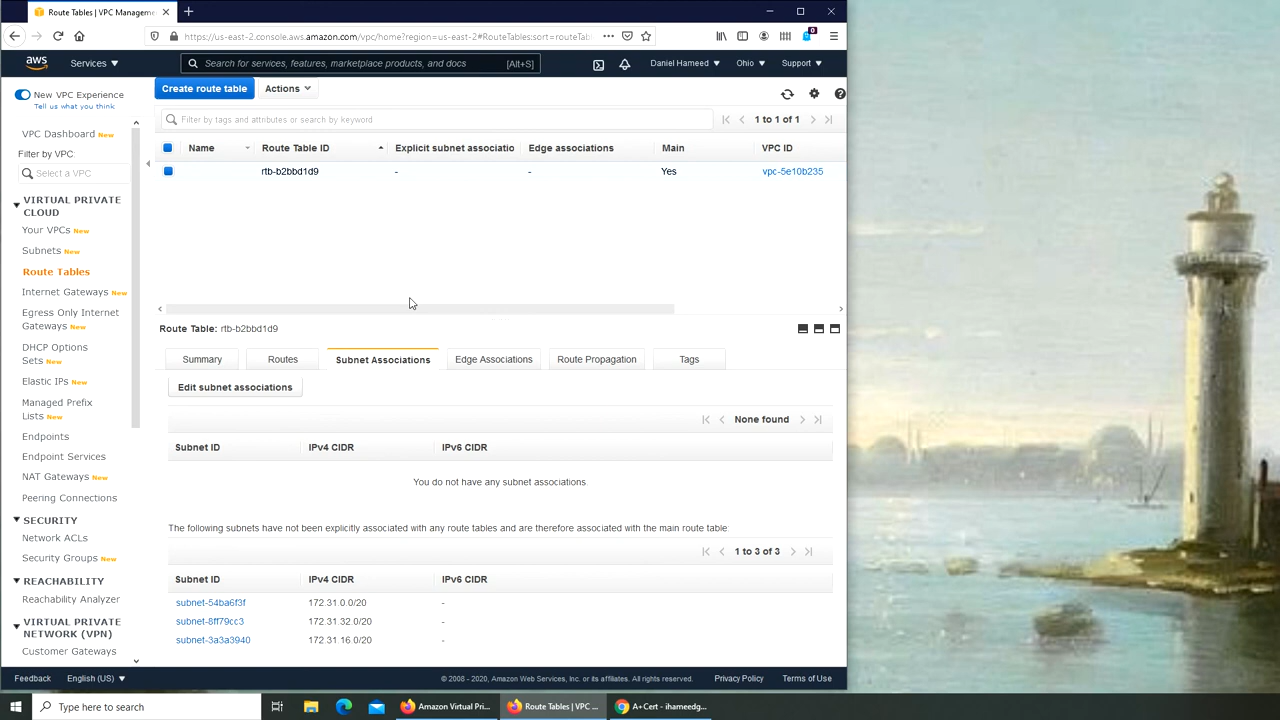 Route Tables | VPC Manageme
https://us-east-2.console.aws.amazon.com/vpc/home?region=us-east-2#RouteTables:sort=routeTa
aws
Services
Search for services, features, marketplace products, and docs
[Alt+S]
Daniel Hameed
Ohio
Support
New VPC Experience
Tell us what you think
VPC Dashboard New
Filter by VPC:
Select a VPC
VIRTUAL PRIVATE
CLOUD
Your VPCs New
Subnets New
Route Tables
Internet Gateways New
Egress Only Internet
Gateways New
DHCP Options
Sets New
Elastic IPs New
Managed Prefix
Lists New
Endpoints
Endpoint Services
NAT Gateways New
Peering Connections
SECURITY
Network ACLs
Security Groups New
REACHABILITY
Reachability Analyzer
VIRTUAL PRIVATE
NETWORK (VPN)
Customer Gateways
Create route table
Actions
Filter by tags and attributes or search by keyword
1 to 1 of 1
Name Route Table ID Explicit subnet associatio Edge associations Main VPC ID
rtb-b2bbd1d9 - - Yes vpc-5e10b235
Route Table: rtb-b2bbd1d9
Summary Routes Subnet Associations Edge Associations Route Propagation Tags
Edit subnet associations
None found
Subnet ID IPv4 CIDR IPv6 CIDR
You do not have any subnet associations.
The following subnets have not been explicitly associated with any route tables and are therefore associated with the main route table:
1 to 3 of 3
Subnet ID IPv4 CIDR IPv6 CIDR
subnet-54ba6f3f 172.31.0.0/20 -
subnet-8ff79cc3 172.31.32.0/20 -
subnet-3a3a3940 172.31.16.0/20 -
Feedback English (US) © 2008 - 2020, Amazon Web Services, Inc. or its affiliates. All rights reserved. Privacy Policy Terms of Use
Type here to search
Amazon Virtual Pri...
Route Tables | VPC ...
A+Cert - ihameedg...